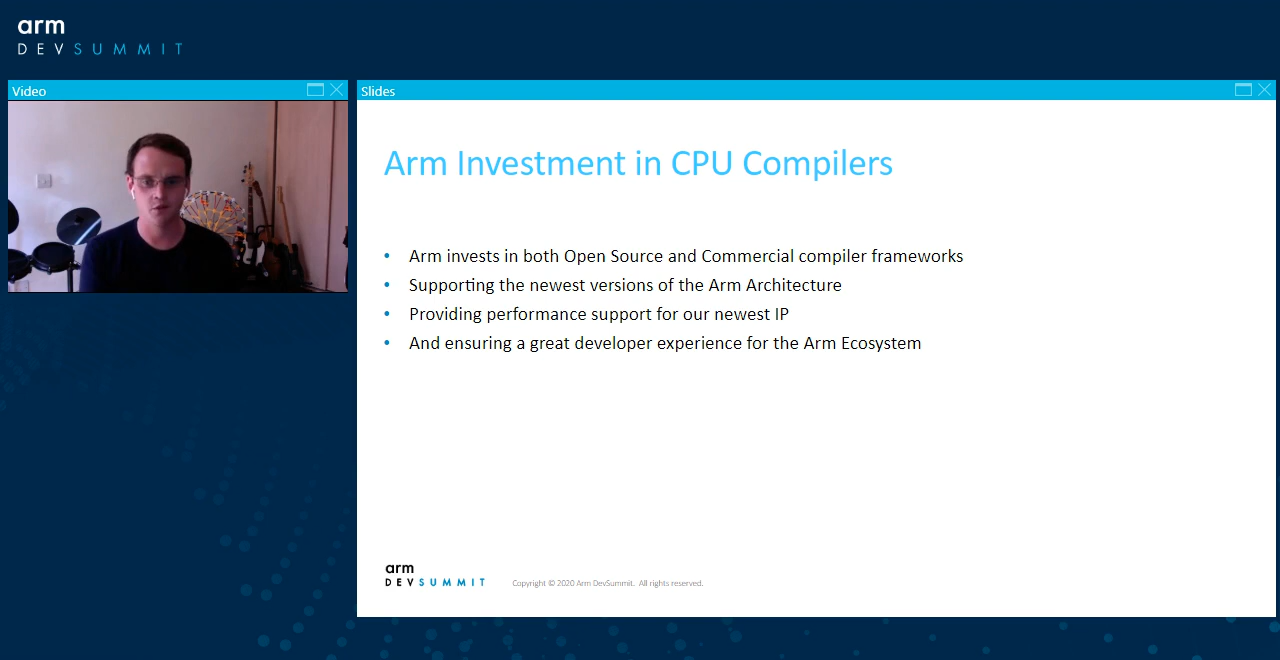 arm
DEVSUMMIT
Video
Slides
Arm Investment in CPU Compilers
• Arm invests in both Open Source and Commercial compiler frameworks
• Supporting the newest versions of the Arm Architecture
• Providing performance support for our newest IP
• And ensuring a great developer experience for the Arm Ecosystem
arm
DEVSUMMIT
Copyright © 2020 Arm DevSummit. All rights reserved.